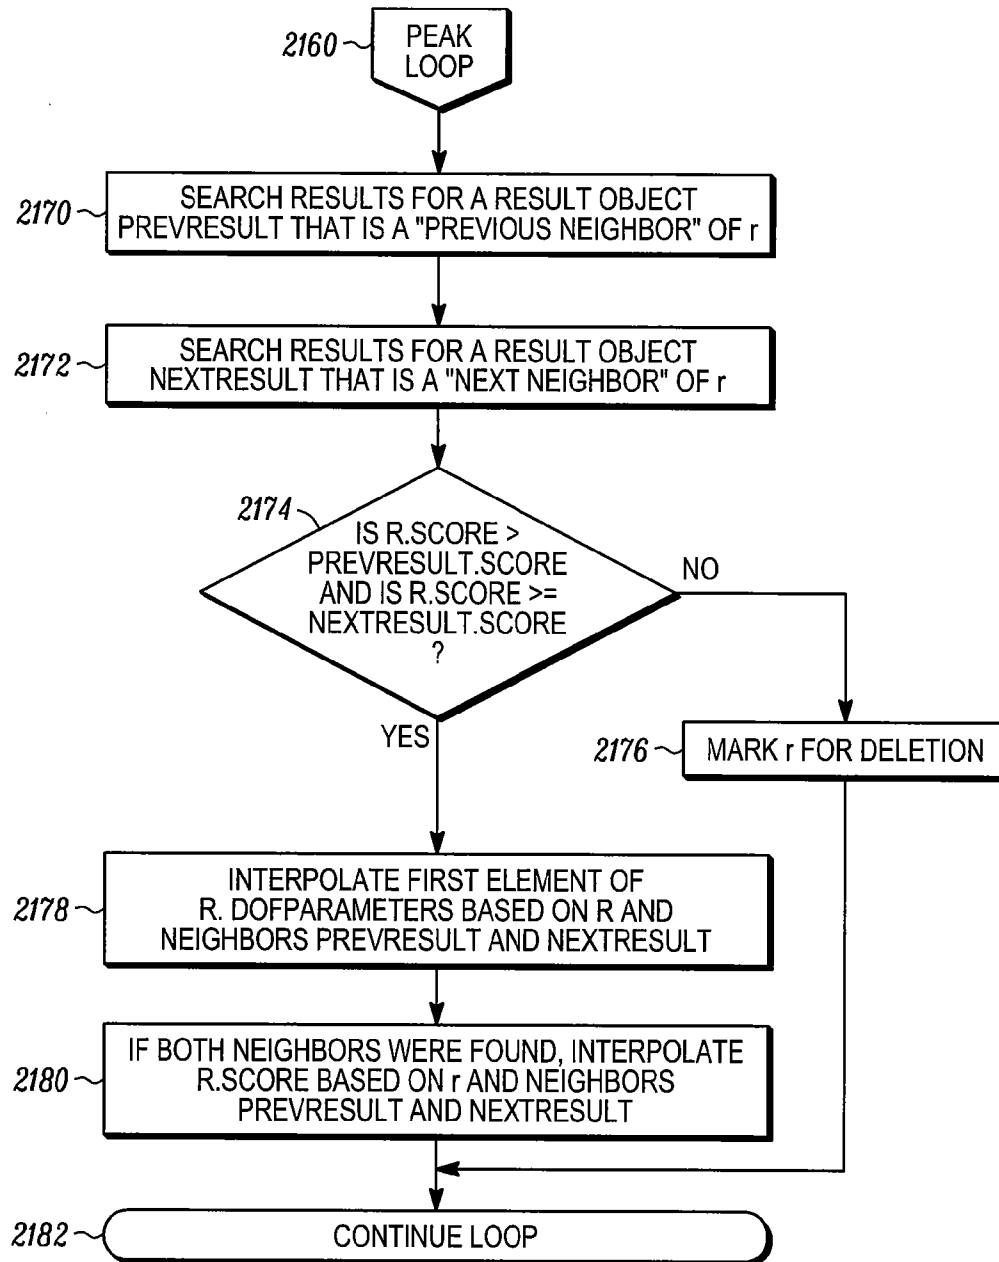 2160
PEAK
LOOP
2170
SEARCH RESULTS FOR A RESULT OBJECT
PREVRESULT THAT IS A "PREVIOUS NEIGHBOR" OF r
2172
SEARCH RESULTS FOR A RESULT OBJECT
NEXTRESULT THAT IS A "NEXT NEIGHBOR" OF r
2174
IS R.SCORE >
PREVRESULT.SCORE
AND IS R.SCORE >=
NEXTRESULT.SCORE
?
NO
YES
2176
MARK r FOR DELETION
2178
INTERPOLATE FIRST ELEMENT OF
R. DOFPARAMETERS BASED ON R AND
NEIGHBORS PREVRESULT AND NEXTRESULT
2180
IF BOTH NEIGHBORS WERE FOUND, INTERPOLATE
R.SCORE BASED ON r AND NEIGHBORS
PREVRESULT AND NEXTRESULT
2182
CONTINUE LOOP